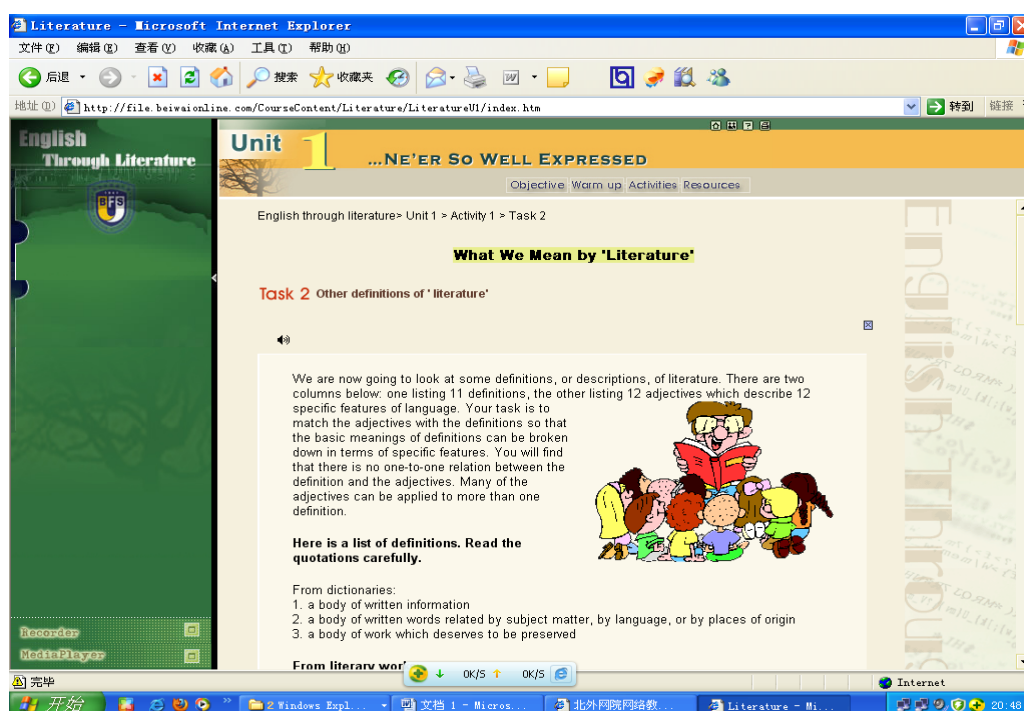 Literature - Microsoft Internet Explorer
文件(F) 编辑(E) 查看(V) 收藏(A) 工具(T) 帮助(H)
后退 搜索 收藏夹
地址(D) http://file.beiwaionline.com/CourseContent/Literature/LiteratureU1/index.htm 转到 链接
English
Through Literature
BFS
Unit 1 ...NE'ER SO WELL EXPRESSED
Objective Warm up Activities Resources
English through literature> Unit 1 > Activity 1 > Task 2
What We Mean by 'Literature'
Task 2 Other definitions of ' literature'
We are now going to look at some definitions, or descriptions, of literature. There are two
columns below: one listing 11 definitions, the other listing 12 adjectives which describe 12
specific features of language. Your task is to
match the adjectives with the definitions so that
the basic meanings of definitions can be broken
down in terms of specific features. You will find
that there is no one-to-one relation between the
definition and the adjectives. Many of the
adjectives can be applied to more than one
definition.
Here is a list of definitions. Read the
quotations carefully.
From dictionaries:
1. a body of written information
2. a body of written words related by subject matter, by language, or by places of origin
3. a body of work which deserves to be preserved
From literary
English Through
Recorder
MediaPlayer
0K/S 0K/S
完毕 Internet
开始 2 Windows Expl... 文档 1 - Micros... 北外网院网络教... Literature - Mi... 20:48